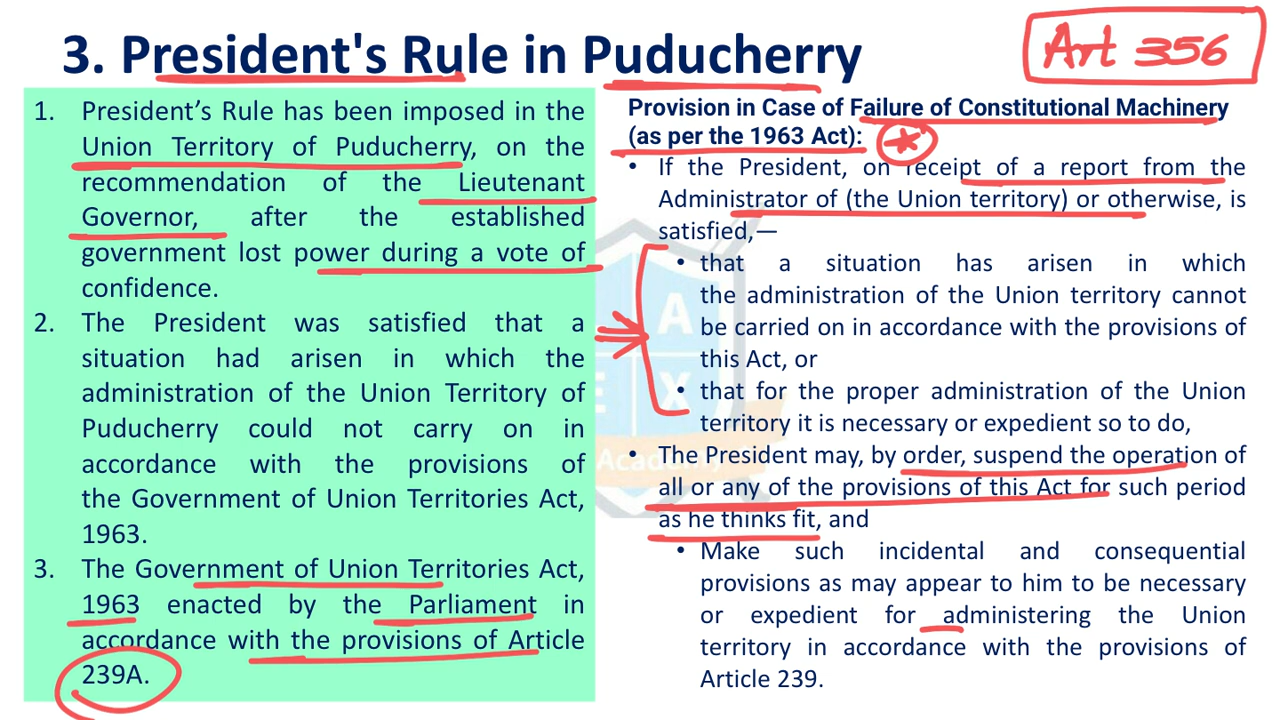 3. President's Rule in Puducherry
Art 356
1. President's Rule has been imposed in the
Union Territory of Puducherry, on the
recommendation of the Lieutenant
Governor, after the established
government lost power during a vote of
confidence.
2. The President was satisfied that a
situation had arisen in which the
administration of the Union Territory of
Puducherry could not carry on in
accordance with the provisions of
the Government of Union Territories Act,
1963.
3. The Government of Union Territories Act,
1963 enacted by the Parliament in
accordance with the provisions of Article
239A.
Provision in Case of Failure of Constitutional Machinery
(as per the 1963 Act):
• If the President, on receipt of a report from the
Administrator of (the Union territory) or otherwise, is
satisfied,—
• that a situation has arisen in which
the administration of the Union territory cannot
be carried on in accordance with the provisions of
this Act, or
• that for the proper administration of the Union
territory it is necessary or expedient so to do,
• The President may, by order, suspend the operation of
all or any of the provisions of this Act for such period
as he thinks fit, and
• Make such incidental and consequential
provisions as may appear to him to be necessary
or expedient for administering the Union
territory in accordance with the provisions of
Article 239.
A
E X
Academy